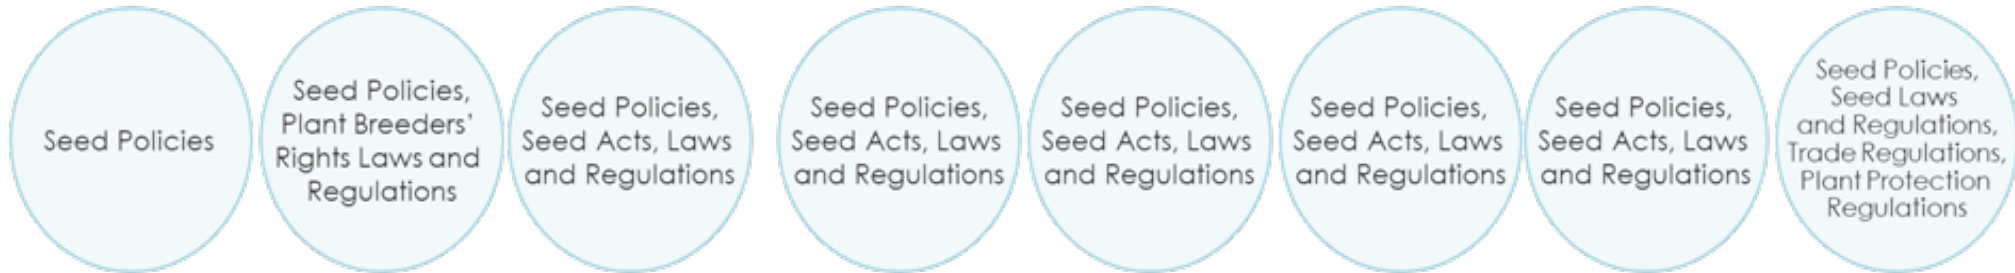 Seed Policies
Seed Policies,
Plant Breeders'
Rights Laws and
Regulations
Seed Policies,
Seed Acts, Laws
and Regulations
Seed Policies,
Seed Acts, Laws
and Regulations
Seed Policies,
Seed Acts, Laws
and Regulations
Seed Policies,
Seed Acts, Laws
and Regulations
Seed Policies,
Seed Acts, Laws
and Regulations
Seed Policies,
Seed Laws
and Regulations,
Trade Regulations,
Plant Protection
Regulations